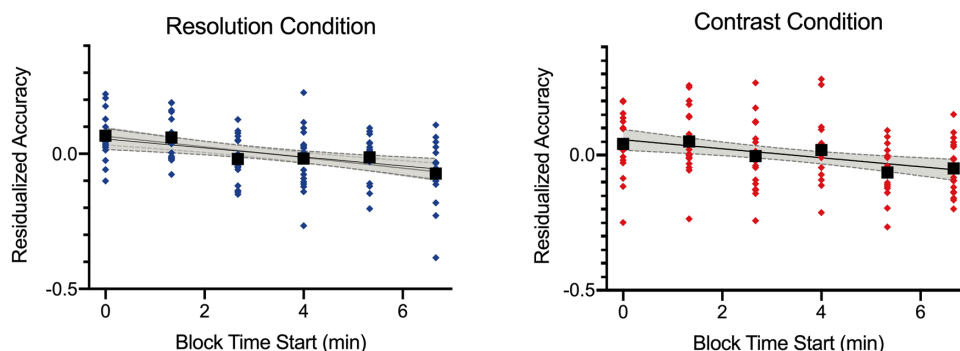 Resolution Condition
Residualized Accuracy
0.0
-0.5
0
2
4
6
Block Time Start (min)
Contrast Condition
Residualized Accuracy
0.0
-0.5
0
2
4
6
Block Time Start (min)